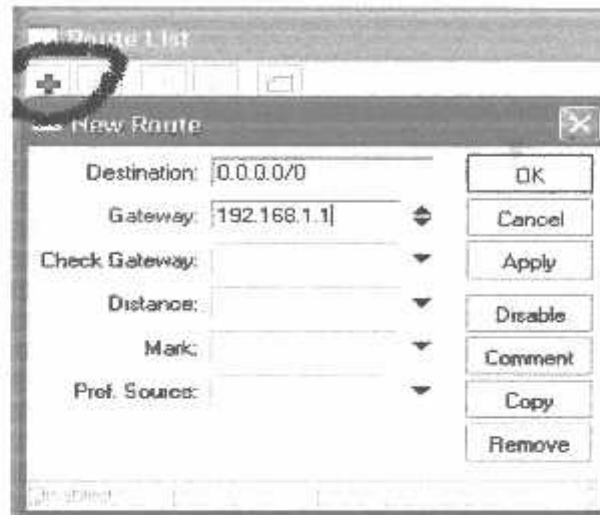 Route List
New Route
Destination: 0.0.0.0/0
OK
Gateway: 192.168.1.1
Cancel
Check Gateway:
Apply
Distance:
Disable
Mark:
Comment
Pref. Source:
Copy
Remove